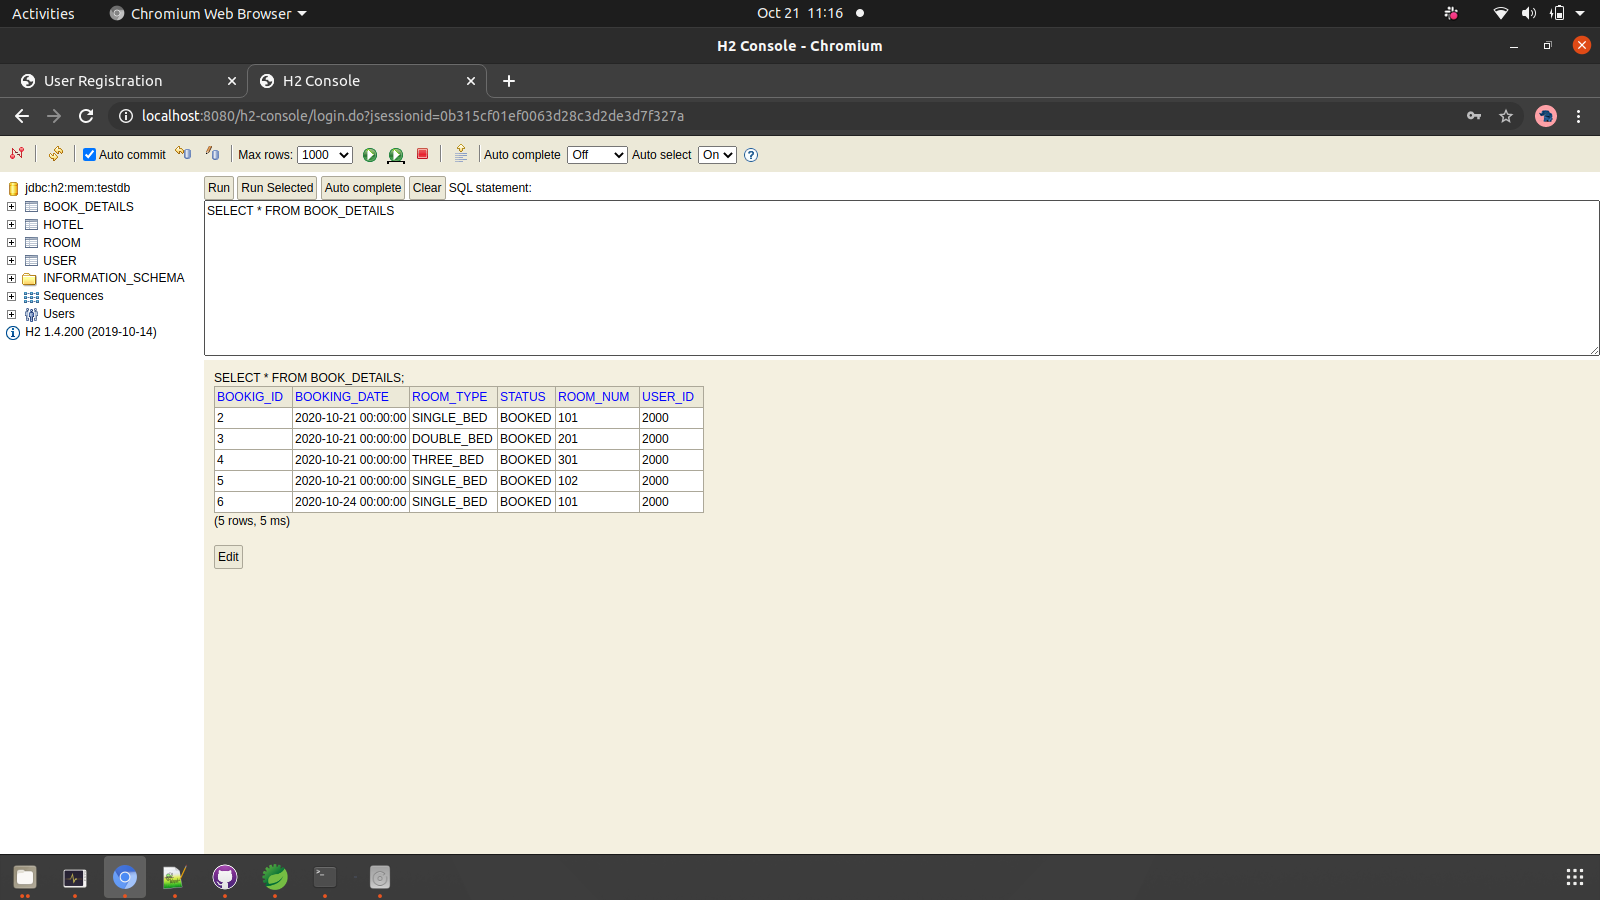 Activities Chromium Web Browser Oct 21 11:16
H2 Console - Chromium
User Registration H2 Console
localhost:8080/h2-console/login.do?jsessionid=0b315cf01ef0063d28c3d2de3d7f327a
Auto commit Max rows: 1000 Auto complete Off Auto select On
jdbc:h2:mem:testdb
BOOK_DETAILS
HOTEL
ROOM
USER
INFORMATION_SCHEMA
Sequences
Users
H2 1.4.200 (2019-10-14)
Run Run Selected Auto complete Clear SQL statement:
SELECT * FROM BOOK_DETAILS
SELECT * FROM BOOK_DETAILS;
BOOKIG_ID BOOKING_DATE ROOM_TYPE STATUS ROOM_NUM USER_ID
2 2020-10-21 00:00:00 SINGLE_BED BOOKED 101 2000
3 2020-10-21 00:00:00 DOUBLE_BED BOOKED 201 2000
4 2020-10-21 00:00:00 THREE_BED BOOKED 301 2000
5 2020-10-21 00:00:00 SINGLE_BED BOOKED 102 2000
6 2020-10-24 00:00:00 SINGLE_BED BOOKED 101 2000
(5 rows, 5 ms)
Edit